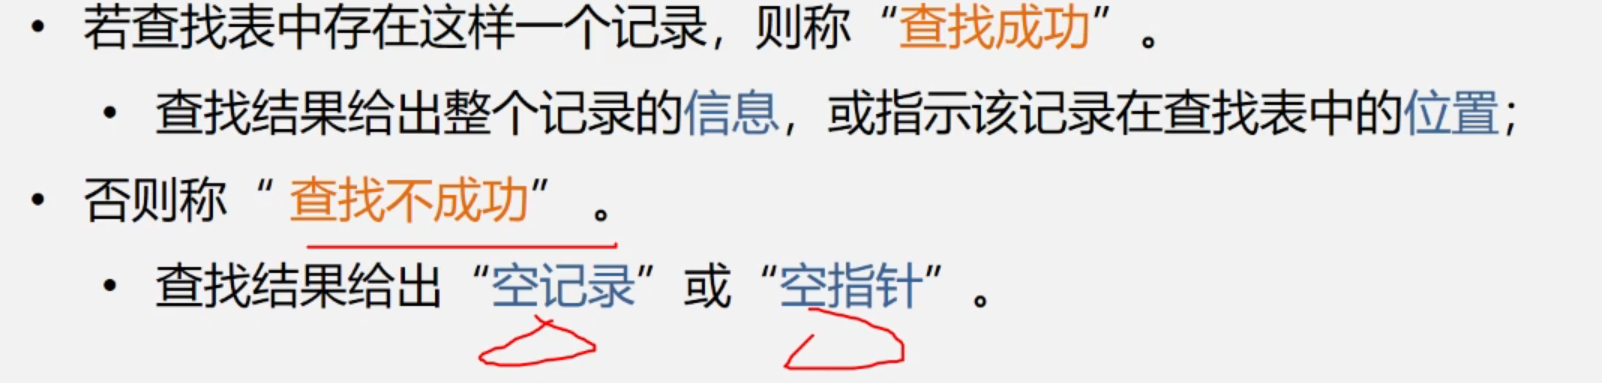 • 若查找表中存在这样一个记录，则称“查找成功”。
• 查找结果给出整个记录的信息，或指示该记录在查找表中的位置；
• 否则称“ 查找不成功” 。
• 查找结果给出“空记录”或“空指针”。